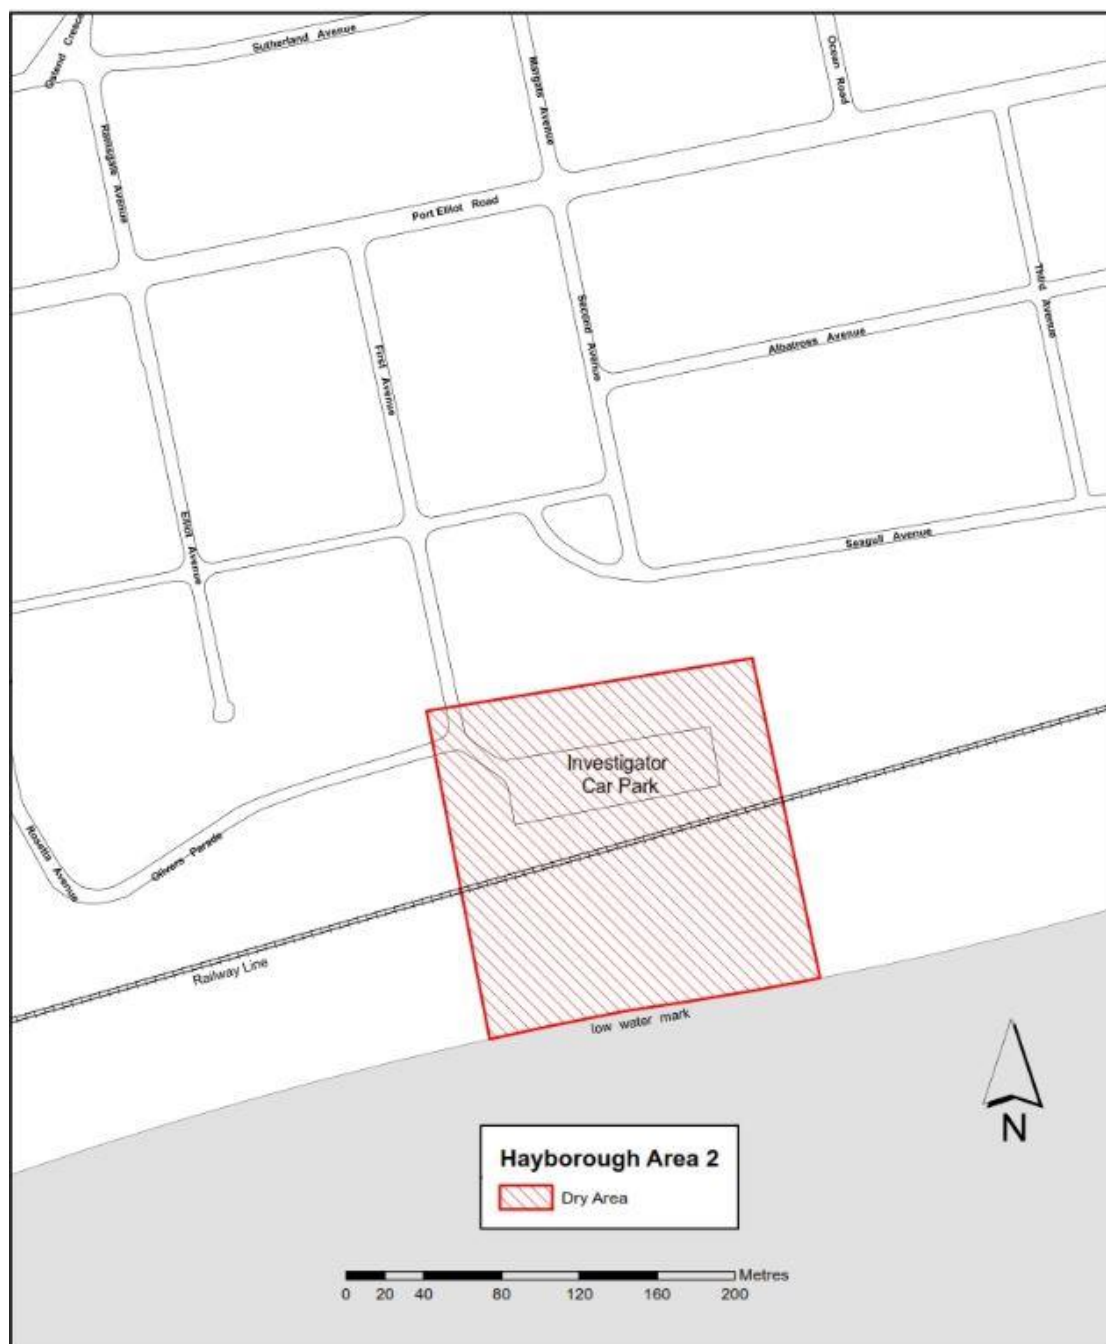 Ostend Cresce
Sutherland Avenue
Margate Avenue
Ocean Road
Ramsgate Avenue
Port Elliot Road
First Avenue
Second Avenue
Third Avenue
Albatross Avenue
Elliot Avenue
Seagull Avenue
Investigator
Car Park
Rosetta Avenue
Olivers Parade
Railway Line
low water mark
N
Hayborough Area 2
Dry Area
Metres
0 20 40 80 120 160 200